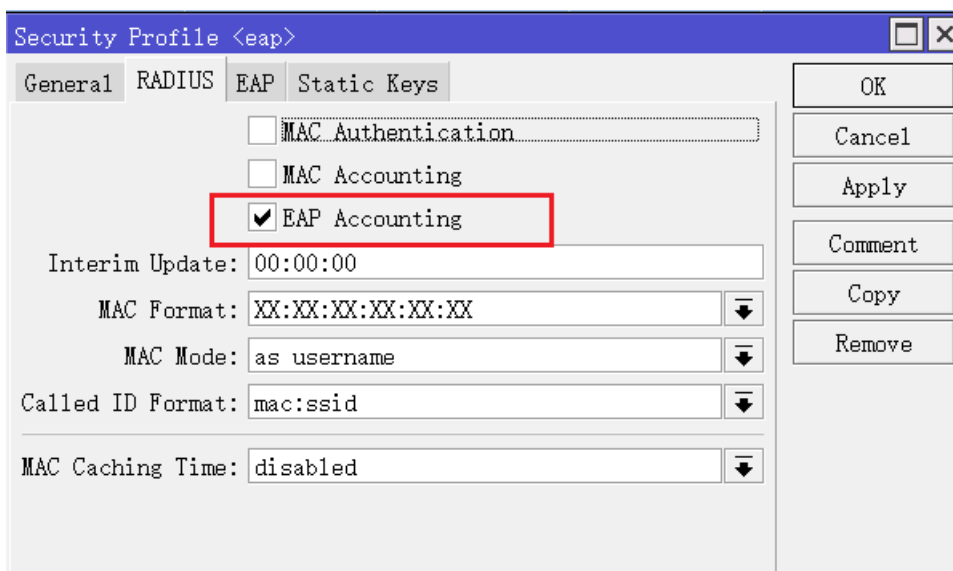 Security Profile <eap>
General RADIUS EAP Static Keys
OK
MAC Authentication
Cancel
MAC Accounting
Apply
EAP Accounting
Comment
Interim Update: 00:00:00
Copy
MAC Format: XX:XX:XX:XX:XX:XX
Remove
MAC Mode: as username
Called ID Format: mac:ssid
MAC Caching Time: disabled